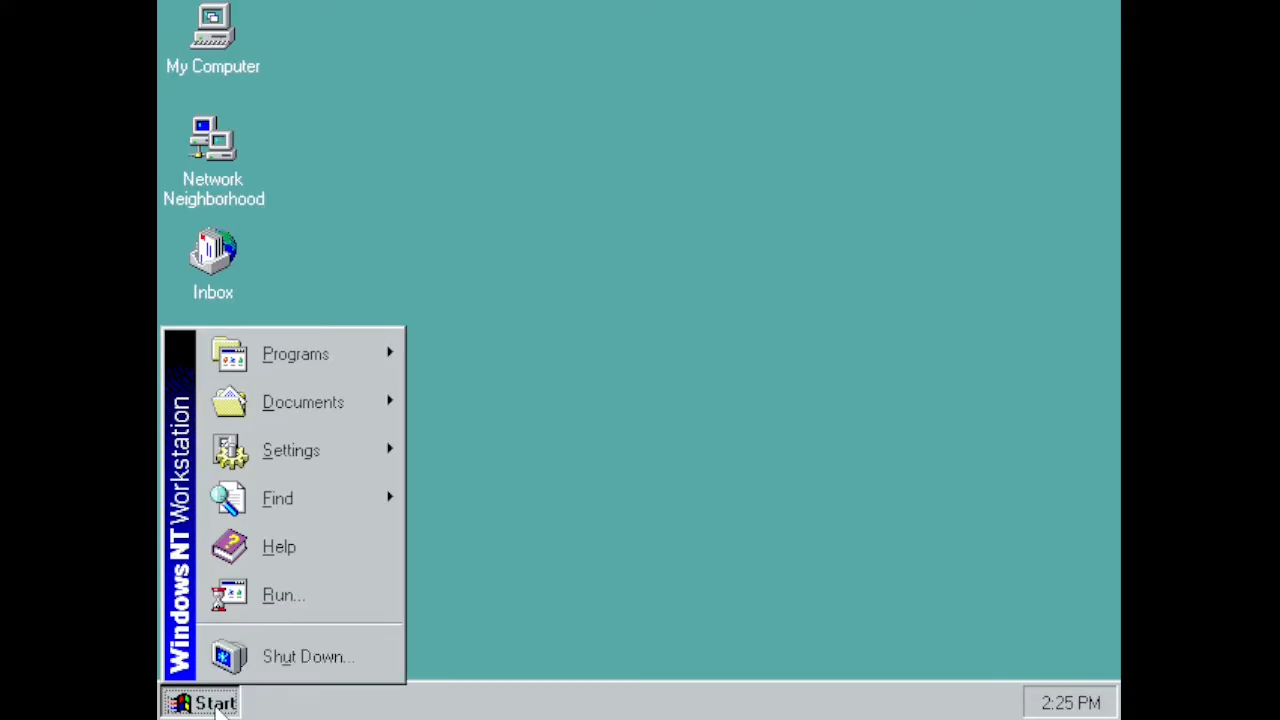 My Computer
Network
Neighborhood
Inbox
Windows NT Workstation
Programs
Documents
Settings
Find
Help
Run...
Shut Down...
Start
2:25 PM